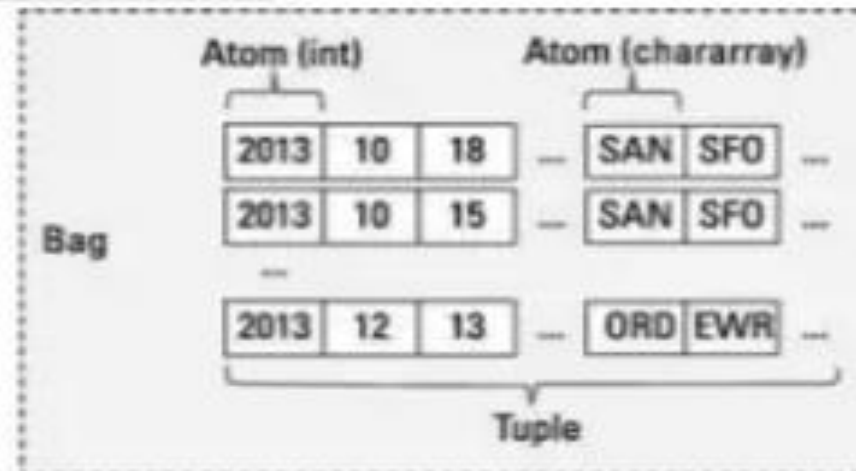 Atom (int) Atom (chararray)
2013 10 18 ... SAN SFO ...
2013 10 15 ... SAN SFO ...
Bag
...
2013 12 13 ... ORD EWR ...
Tuple